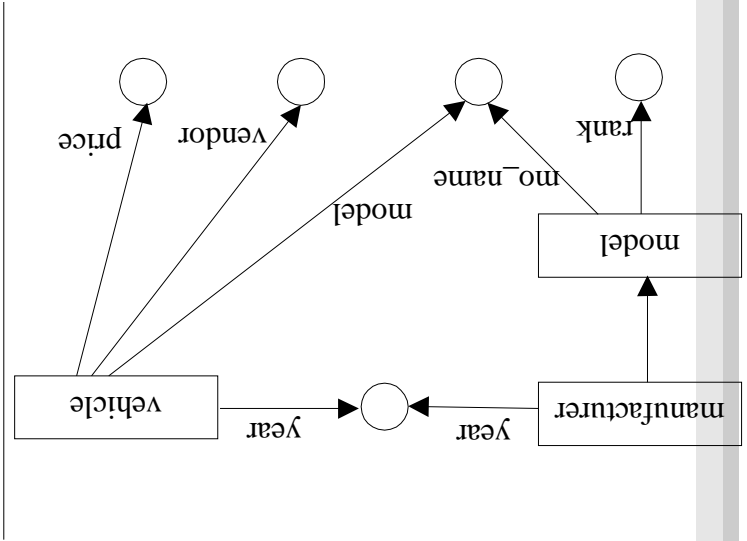 manufacturer
year
year
vehicle
model
model
mo_name
rank
vendor
price